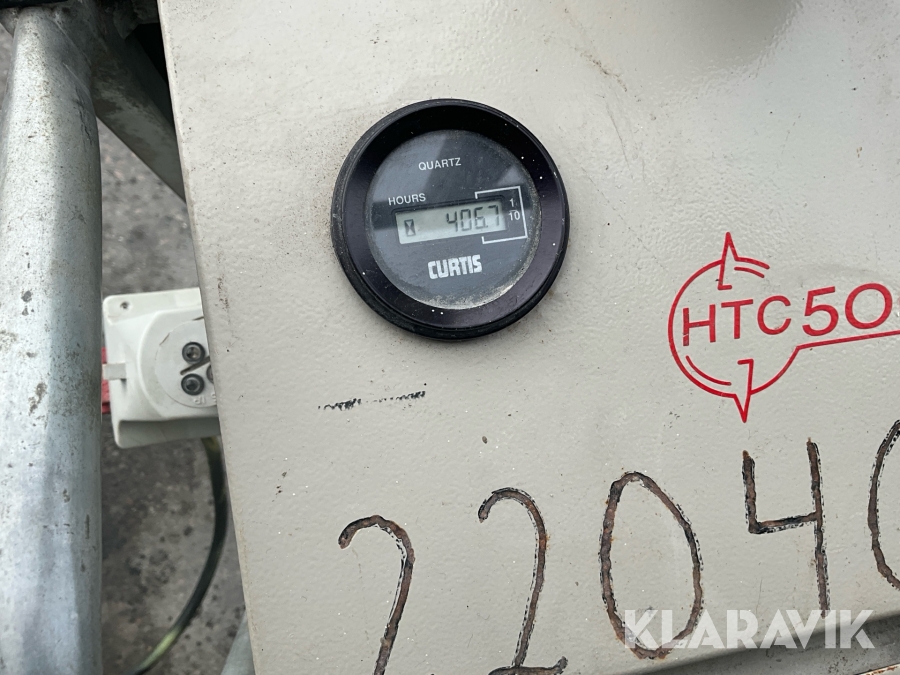 QUARTZ
HOURS
1
10
406.7
CURTIS
HTC50
2204
KLARAVIK